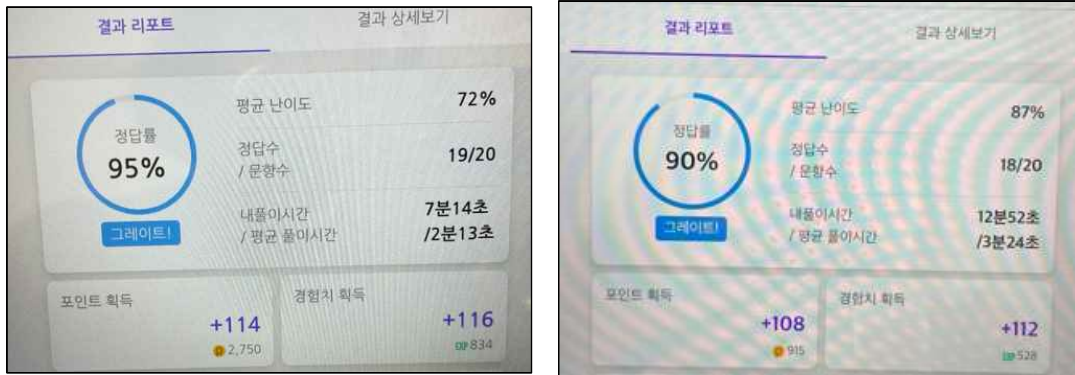 결과 리포트
결과 상세보기
정답률
95%
그레이트!
평균 난이도
72%
정답수
/ 문항수
19/20
내풀이시간
/ 평균 풀이시간
7분14초
/2분13초
포인트 획득
+114
P 2,750
경험치 획득
+116
EXP 834
결과 리포트
결과 상세보기
정답률
90%
그레이트!
평균 난이도
87%
정답수
/ 문항수
18/20
내풀이시간
/ 평균 풀이시간
12분52초
/3분24초
포인트 획득
+108
P 915
경험치 획득
+112
EXP 528